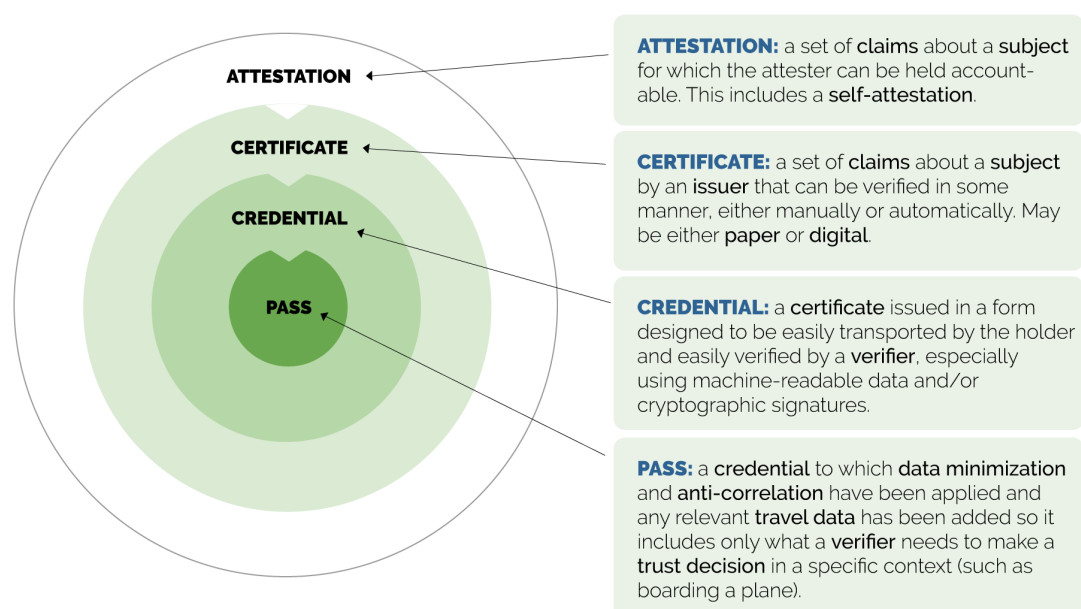 ATTESTATION
CERTIFICATE
CREDENTIAL
PASS
ATTESTATION: a set of claims about a subject
for which the attester can be held account-
able. This includes a self-attestation.
CERTIFICATE: a set of claims about a subject
by an issuer that can be verified in some
manner, either manually or automatically. May
be either paper or digital.
CREDENTIAL: a certificate issued in a form
designed to be easily transported by the holder
and easily verified by a verifier, especially
using machine-readable data and/or
cryptographic signatures.
PASS: a credential to which data minimization
and anti-correlation have been applied and
any relevant travel data has been added so it
includes only what a verifier needs to make a
trust decision in a specific context (such as
boarding a plane).